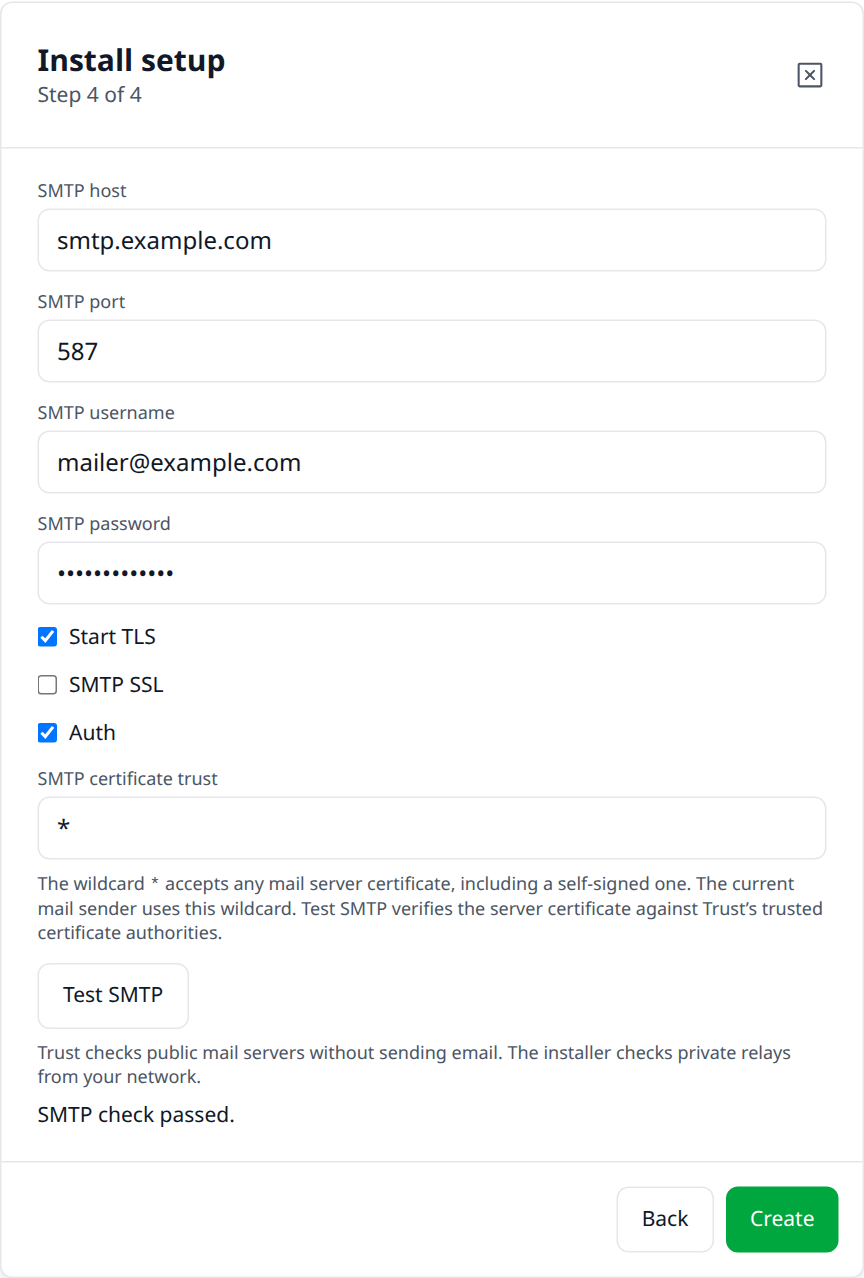 Install setup
Step 4 of 4
SMTP host
smtp.example.com
SMTP port
587
SMTP username
mailer@example.com
SMTP password
•••••••••••••
Start TLS
SMTP SSL
Auth
SMTP certificate trust
*
The wildcard * accepts any mail server certificate, including a self-signed one. The current
mail sender uses this wildcard. Test SMTP verifies the server certificate against Trust’s trusted
certificate authorities.
Test SMTP
Trust checks public mail servers without sending email. The installer checks private relays
from your network.
SMTP check passed.
Back
Create